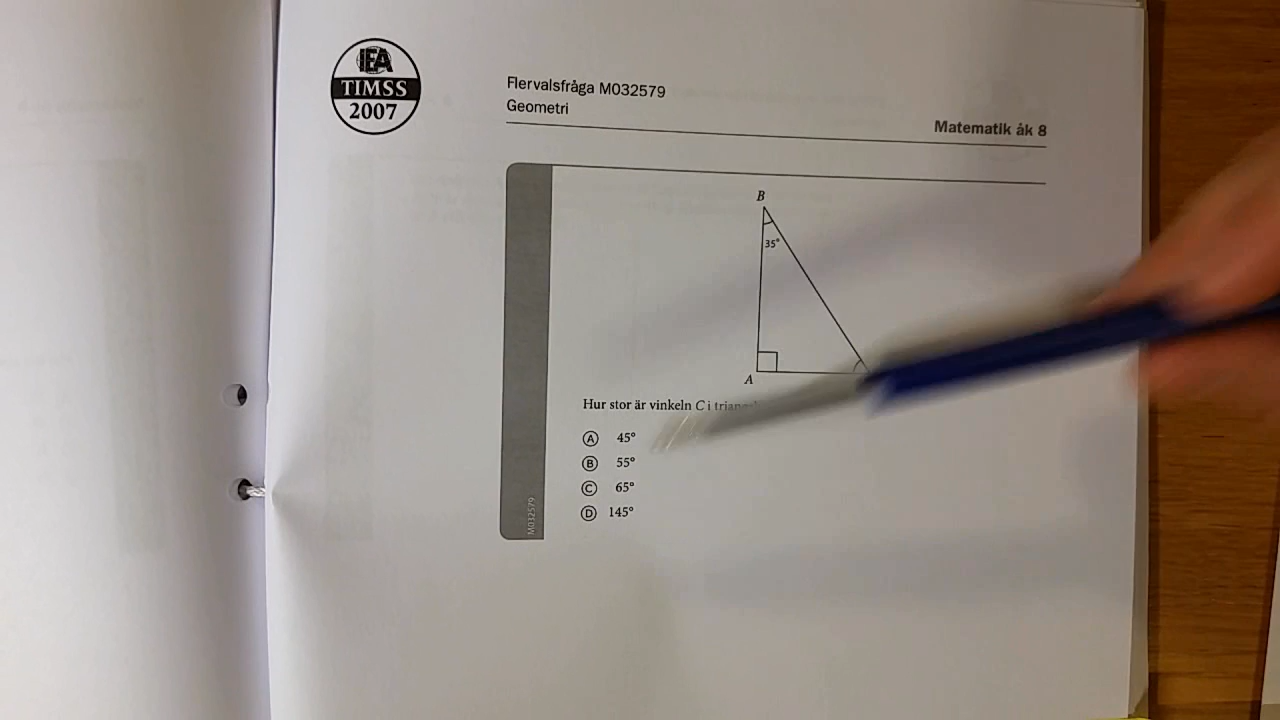 IEA
TIMSS
2007
Flervalsfråga M032579
Geometri
Matematik åk 8
B
35°
A
Hur stor är vinkeln C i
A 45°
B 55°
C 65°
D 145°
M032579